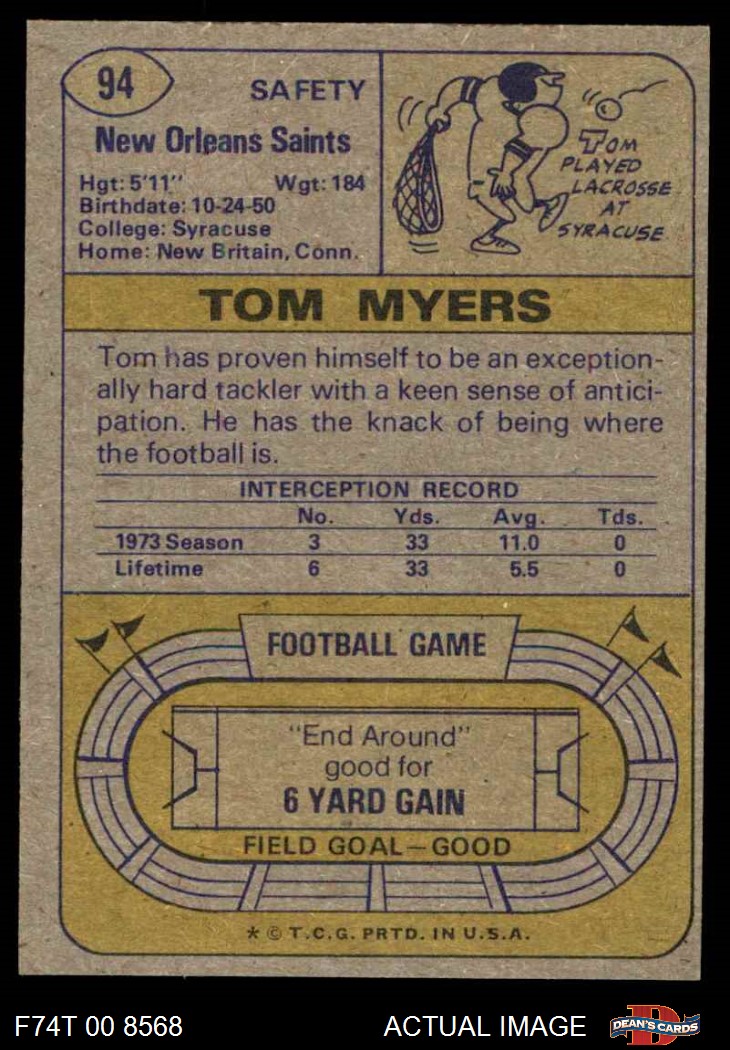 94
SAFETY
New Orleans Saints
Hgt: 5'11" Wgt: 184
Birthdate: 10-24-50
College: Syracuse
Home: New Britain, Conn.
TOM
PLAYED
LACROSSE
AT
SYRACUSE.
TOM MYERS
Tom has proven himself to be an exception-
ally hard tackler with a keen sense of antici-
pation. He has the knack of being where
the football is.
INTERCEPTION RECORD
No. Yds. Avg. Tds.
1973 Season 3 33 11.0 0
Lifetime 6 33 5.5 0
FOOTBALL GAME
"End Around"
good for
6 YARD GAIN
FIELD GOAL—GOOD
* © T.C.G. PRTD. IN U.S.A.
F74T 00 8568 ACTUAL IMAGE
DEAN'S CARDS